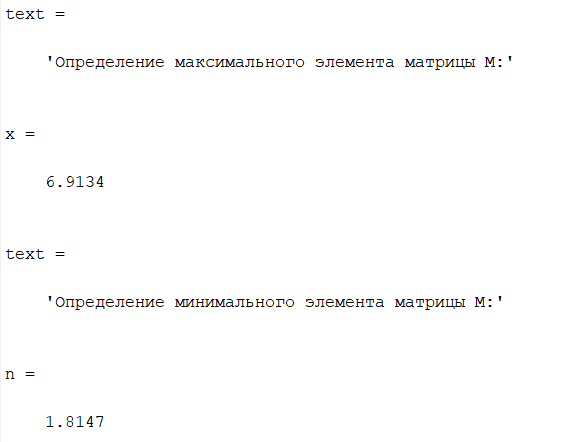 text =
'Определение максимального элемента матрицы M:'
x =
6.9134
text =
'Определение минимального элемента матрицы M:'
n =
1.8147